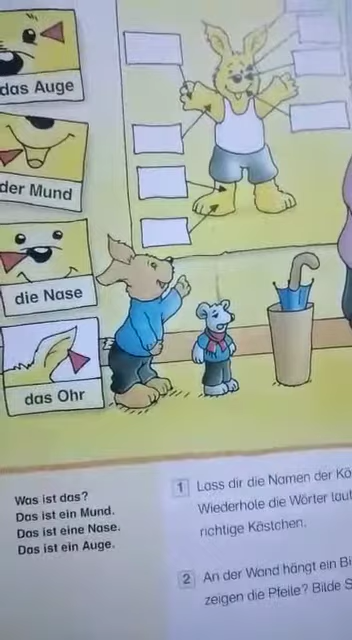 das Auge
der Mund
die Nase
das Ohr
Was ist das?
Das ist ein Mund.
Das ist eine Nase.
Das ist ein Auge.
1 Lass dir die Namen der
Wiederhole die Wörter
richtige Kästchen.
2 An der Wand hängt ein
zeigen die Pfeile? Bilde